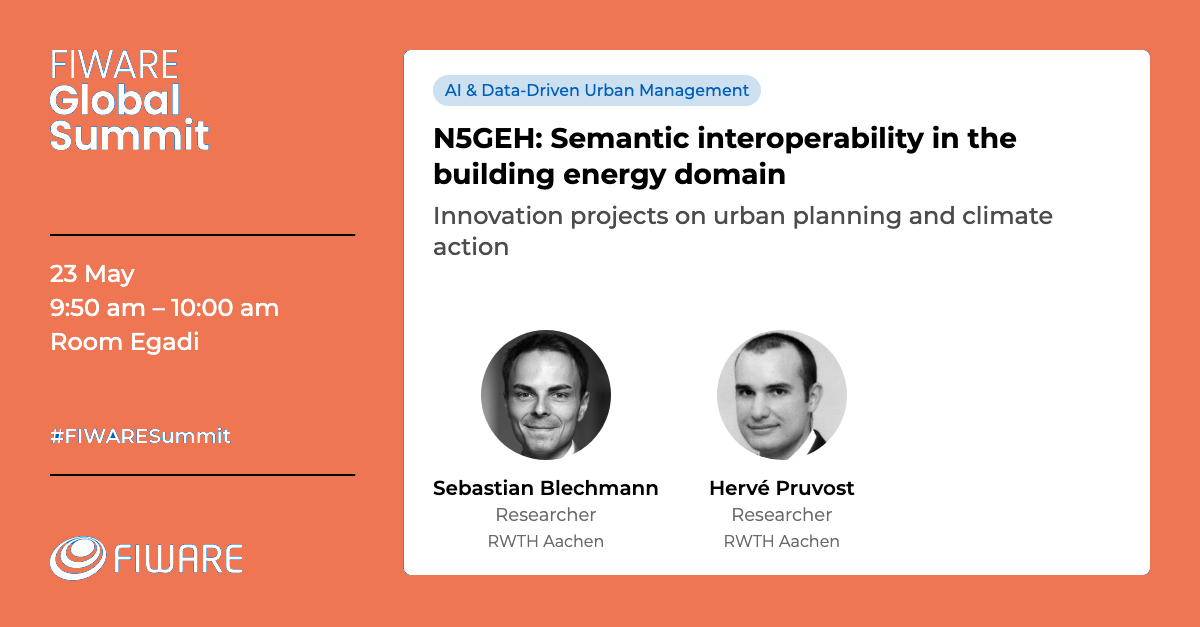 FIWARE
Global
Summit
23 May
9:50 am – 10:00 am
Room Egadi
#FIWARESummit
FIWARE
AI & Data-Driven Urban Management
N5GEH: Semantic interoperability in the
building energy domain
Innovation projects on urban planning and climate
action
Sebastian Blechmann
Researcher
RWTH Aachen
Hervé Pruvost
Researcher
RWTH Aachen